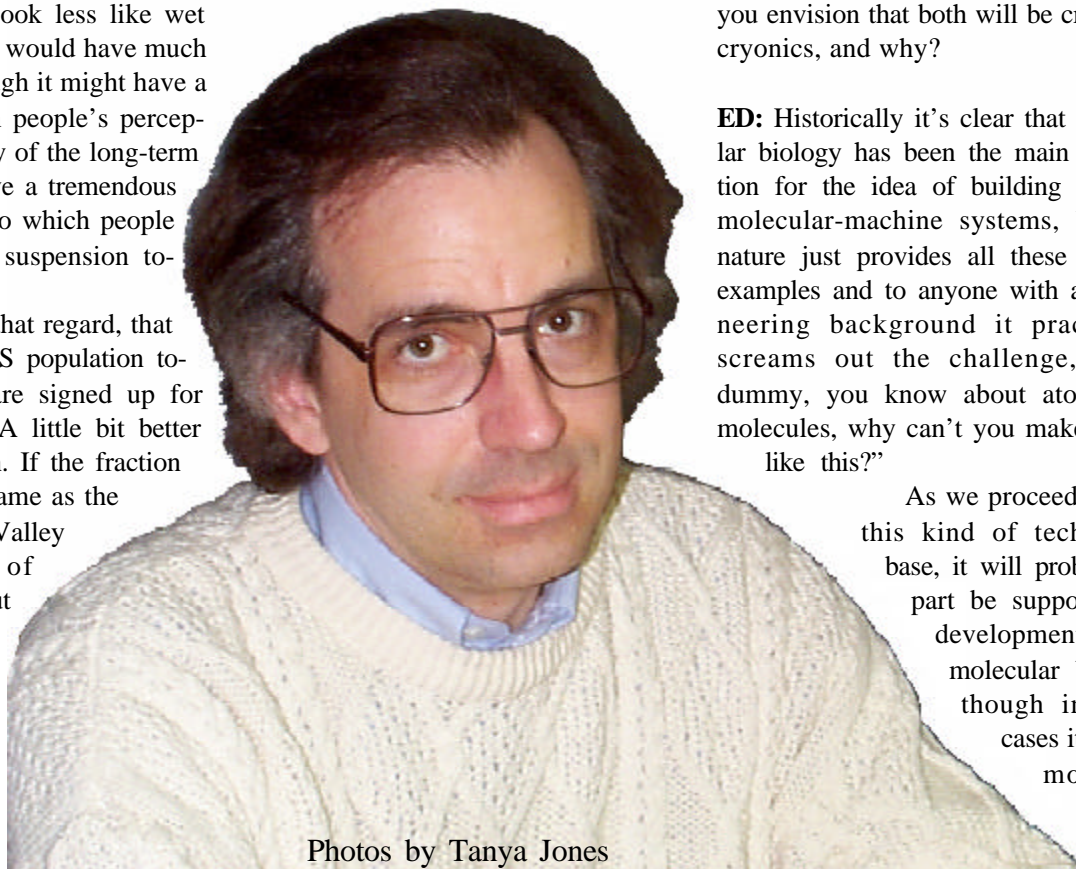 ook less like wet
would have much
gh it might have a
people's percep-
y of the long-term
ve a tremendous
o which people
suspension to-
hat regard, that
S population to-
are signed up for
A little bit better
. If the fraction
ame as the
Valley
of
ut
you envision that both will be cr
cryonics, and why?
ED: Historically it's clear that
lar biology has been the main
tion for the idea of building
molecular-machine systems,
nature just provides all these
examples and to anyone with a
neering background it prac
screams out the challenge,
dummy, you know about ato
molecules, why can't you make
like this?”
As we proceed
this kind of tech
base, it will prob
part be suppo
development
molecular
though in
cases i
mo
Photos by Tanya Jones